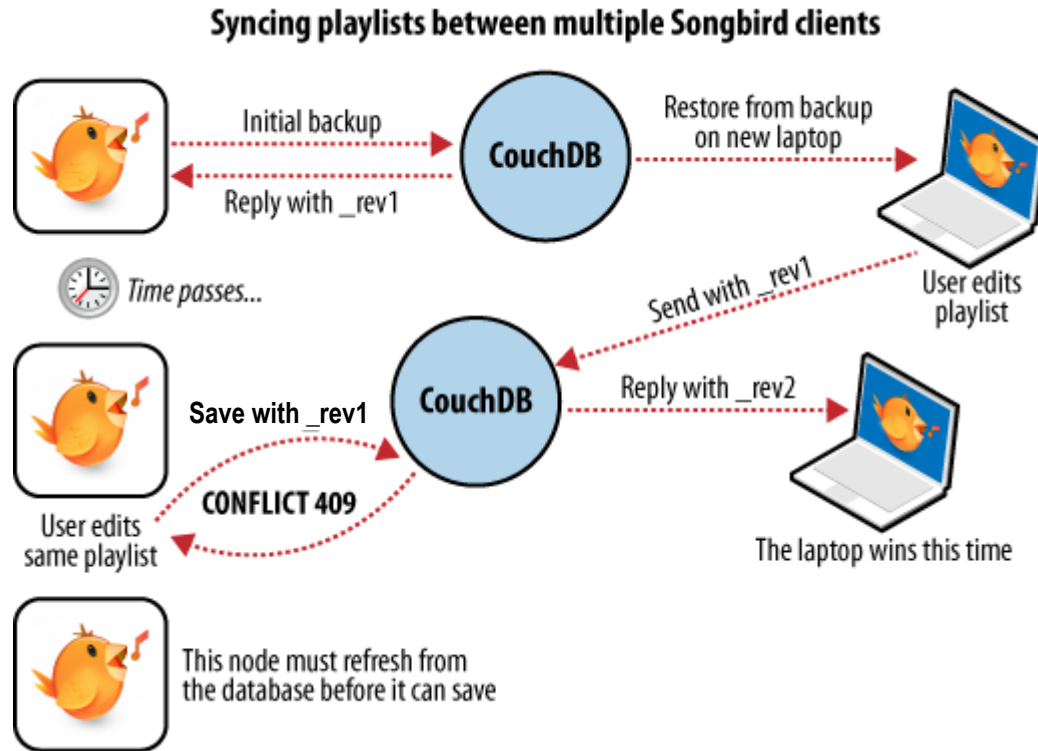 Syncing playlists between multiple Songbird clients
Initial backup
Reply with _rev1
CouchDB
Restore from backup
on new laptop
User edits
playlist
Time passes...
Send with _rev1
CouchDB
Reply with _rev2
Save with _rev1
CONFLICT 409
User edits
same playlist
The laptop wins this time
This node must refresh from
the database before it can save